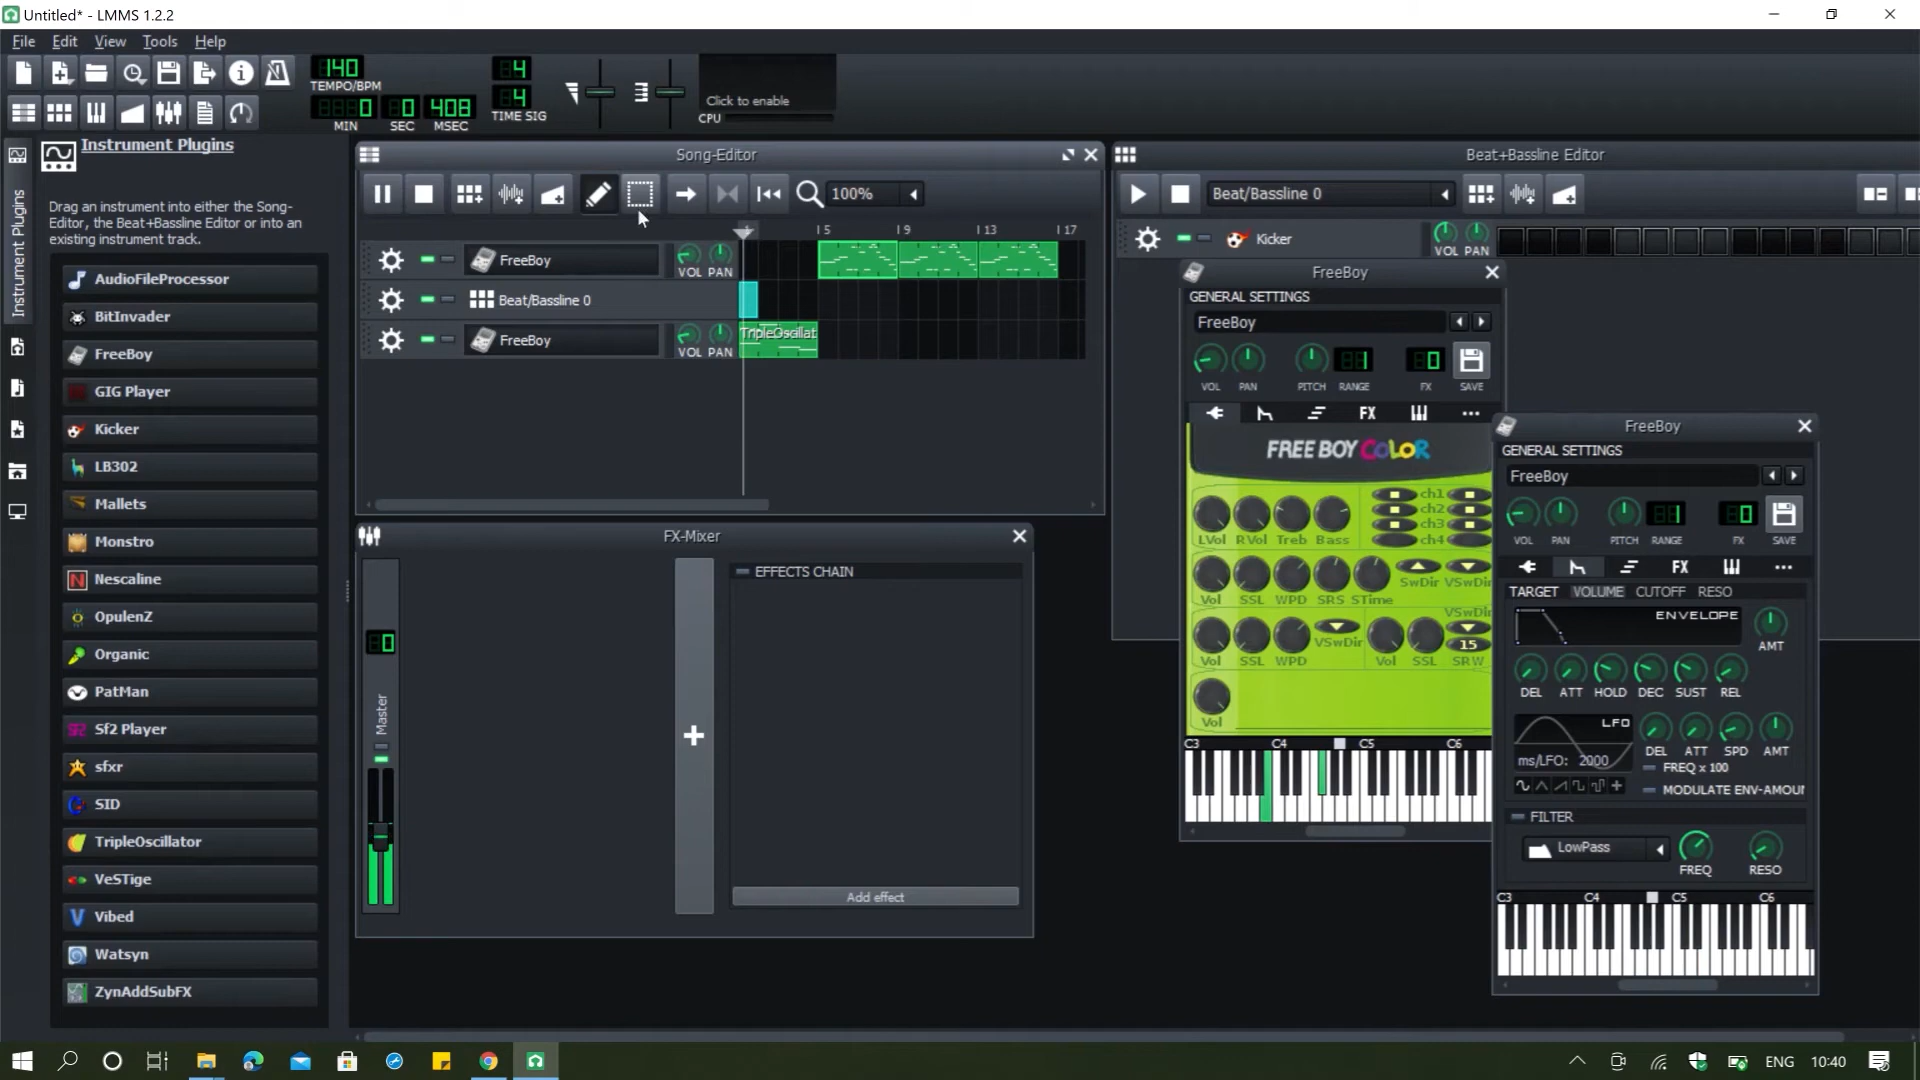 Untitled* - LMMS 1.2.2
File Edit View Tools Help
140
TEMPO/BPM
0 0 408
MIN SEC MSEC
4
4
TIME SIG
Click to enable
CPU
Instrument Plugins
Instrument Plugins
Drag an instrument into either the Song-
Editor, the Beat+Bassline Editor or into an
existing instrument track.
AudioFileProcessor
BitInvader
FreeBoy
GIG Player
Kicker
LB302
Mallets
Monstro
Nescaline
OpulenZ
Organic
PatMan
Sf2 Player
sfxr
SID
TripleOscillator
VeSTige
Vibed
Watsyn
ZynAddSubFX
Song-Editor
100%
5 9 13 17
FreeBoy
VOL PAN
Beat/Bassline 0
FreeBoy
VOL PAN
TripleOscillat
FX-Mixer
0
Master
EFFECTS CHAIN
Add effect
Beat+Bassline Editor
Beat/Bassline 0
Kicker
VOL PAN
FreeBoy
GENERAL SETTINGS
FreeBoy
1 0
VOL PAN PITCH RANGE FX SAVE
FX
FREE BOY COLOR
ch1
ch2
ch3
ch4
LVol RVol Treb Bass
SwDir VSwDir
Vol SSL WPD SRS STime
VSwDir
VSwDir
15
Vol SSL WPD Vol SSL SRW
Vol
C3 C4 C5 C6
FreeBoy
GENERAL SETTINGS
FreeBoy
1 0
VOL PAN PITCH RANGE FX SAVE
FX
TARGET VOLUME CUTOFF RESO
ENVELOPE
AMT
DEL ATT HOLD DEC SUST REL
LFO
ms/LFO: 2000
DEL ATT SPD AMT
FREQ x 100
MODULATE ENV-AMOU
FILTER
LowPass
FREQ RESO
C3 C4 C5 C6
ENG 10:40